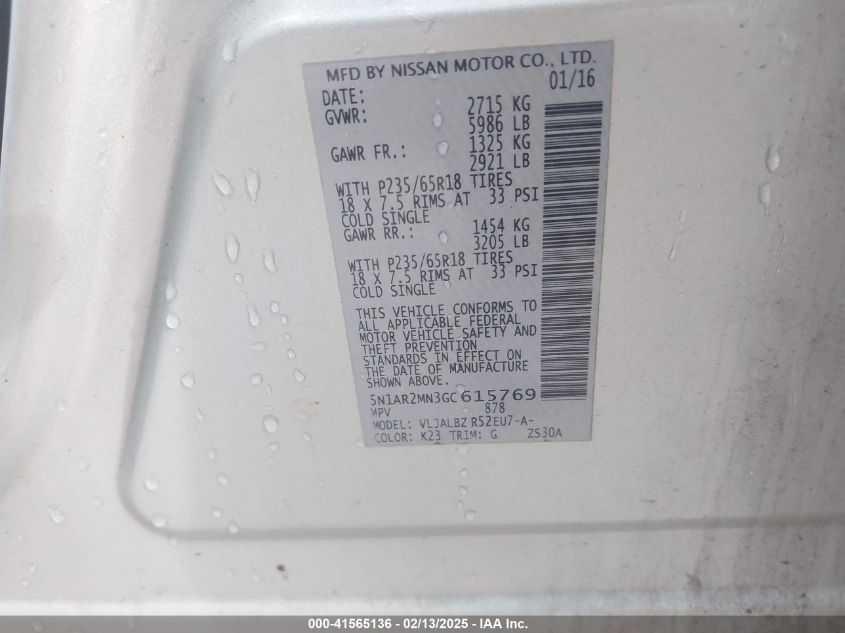 MFD BY NISSAN MOTOR CO., LTD.
DATE: 01/16
GVWR: 2715 KG
5986 LB
GAWR FR.: 1325 KG
2921 LB
WITH P235/65R18 TIRES
18 X 7.5 RIMS AT 33 PSI
COLD SINGLE
GAWR RR.: 1454 KG
3205 LB
WITH P235/65R18 TIRES
18 X 7.5 RIMS AT 33 PSI
COLD SINGLE
THIS VEHICLE CONFORMS TO
ALL APPLICABLE FEDERAL
MOTOR VEHICLE SAFETY AND
THEFT PREVENTION
STANDARDS IN EFFECT ON
THE DATE OF MANUFACTURE
SHOWN ABOVE.
5N1AR2MN3GC615769
MPV 878
MODEL: VLJALBZ R52EU7-A-
COLOR: K23 TRIM: G ZS30A
000-41565136 - 02/13/2025 - IAA Inc.